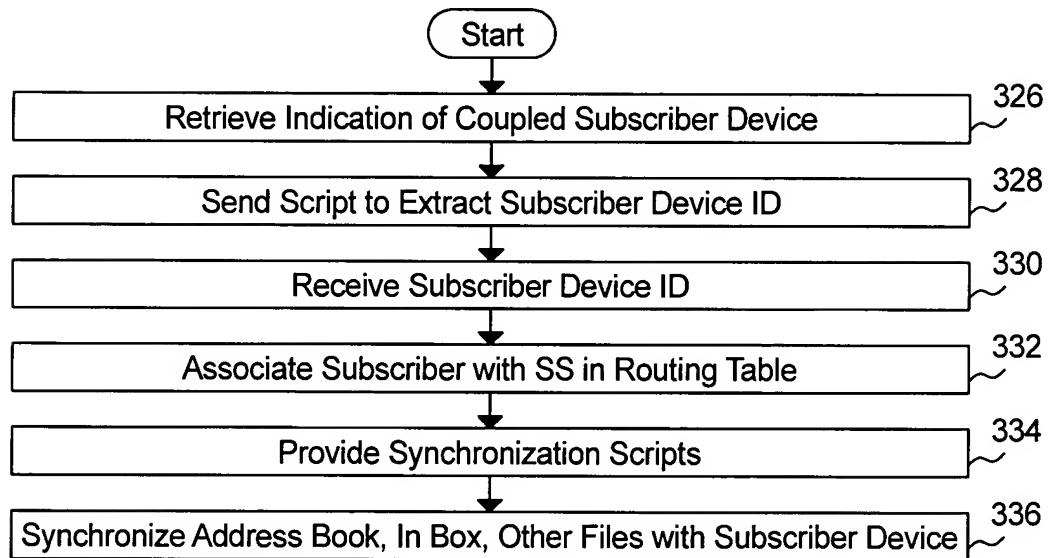 Start
326
Retrieve Indication of Coupled Subscriber Device
328
Send Script to Extract Subscriber Device ID
330
Receive Subscriber Device ID
332
Associate Subscriber with SS in Routing Table
334
Provide Synchronization Scripts
336
Synchronize Address Book, In Box, Other Files with Subscriber Device